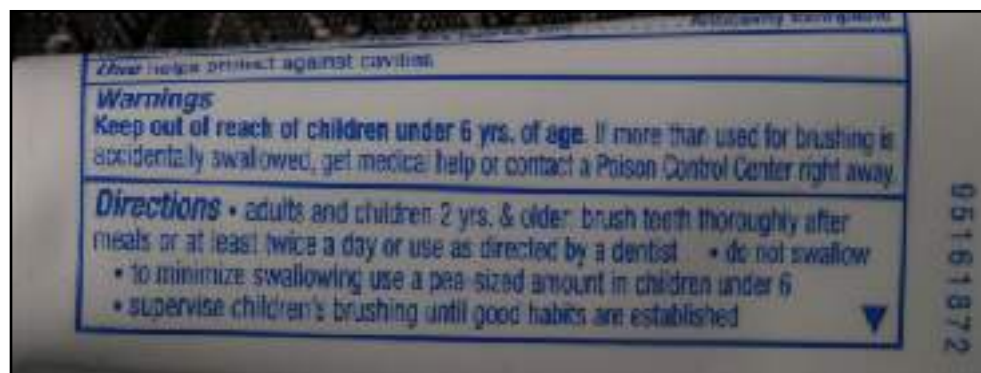 Anticavity toothpaste
Use helps protect against cavities
Warnings
Keep out of reach of children under 6 yrs. of age. If more than used for brushing is
accidentally swallowed, get medical help or contact a Poison Control Center right away.
Directions • adults and children 2 yrs. & older: brush teeth thoroughly after
meals or at least twice a day or use as directed by a dentist • do not swallow
• to minimize swallowing use a pea-sized amount in children under 6
• supervise children's brushing until good habits are established
95161872